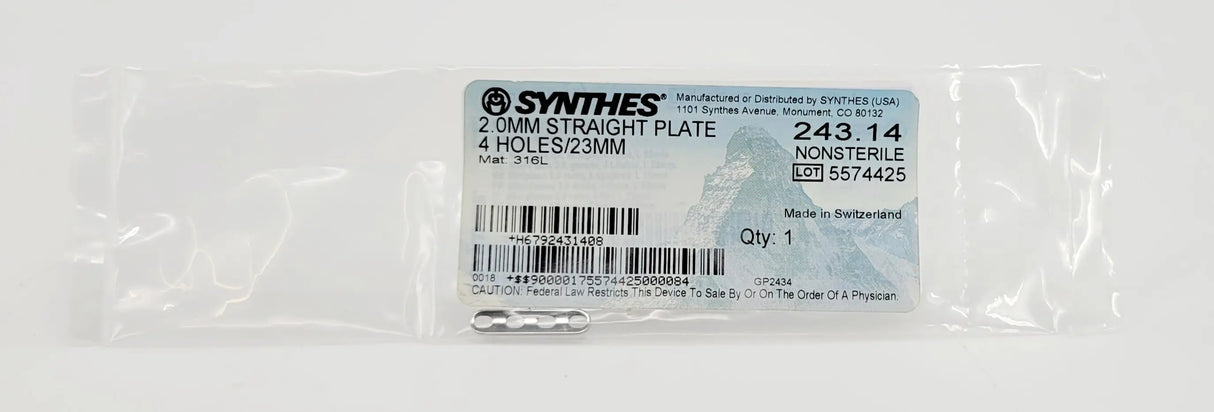 SYNTHES®
Manufactured or Distributed by SYNTHES (USA)
1101 Synthes Avenue, Monument, CO 80132
2.0MM STRAIGHT PLATE
4 HOLES/23MM
Mat: 316L
243.14
NONSTERILE
LOT 5574425
Made in Switzerland
Qty: 1
+H6792431408
0018 +$$90000175574425000084
GP2434
CAUTION: Federal Law Restricts This Device To Sale By Or On The Order Of A Physician.